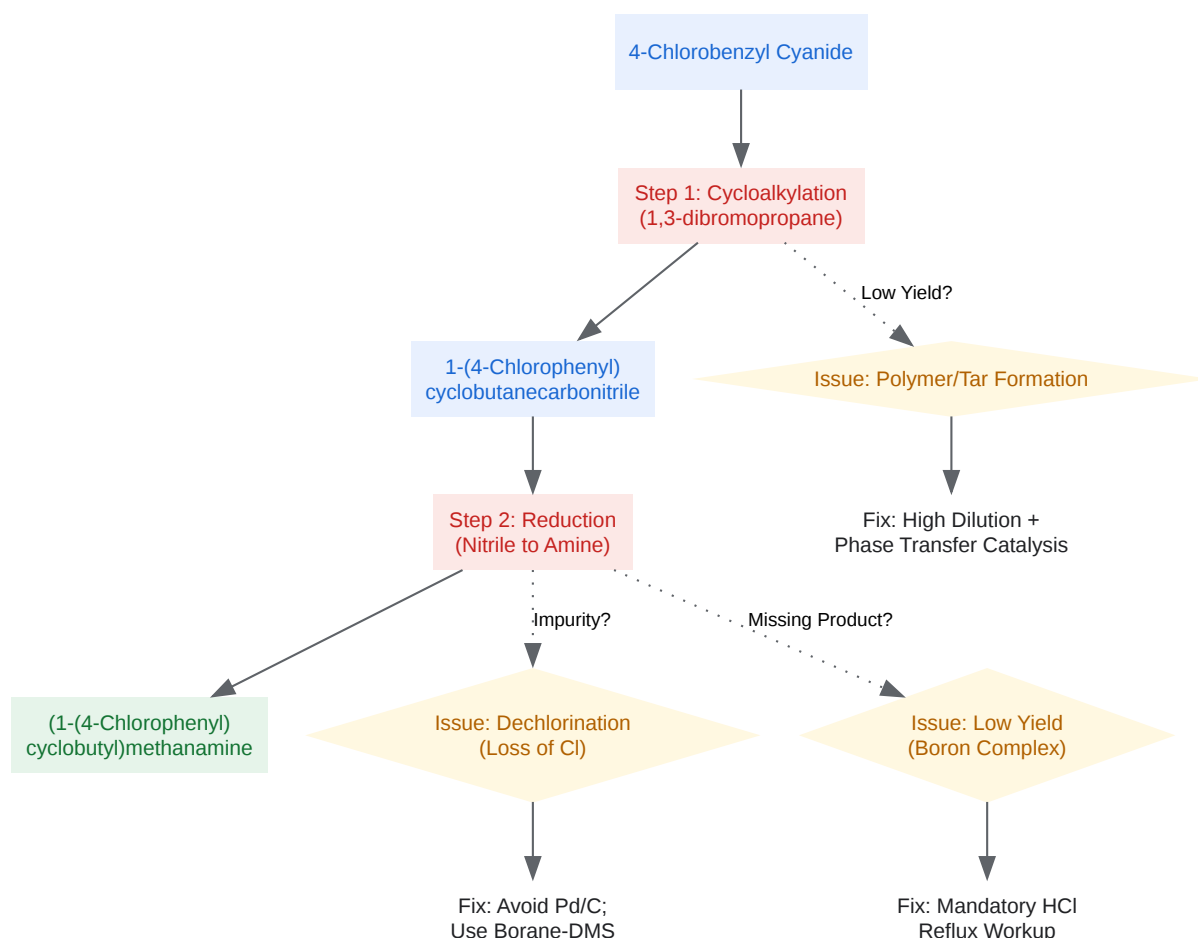 4-Chlorobenzyl Cyanide
Step 1: Cycloalkylation
(1,3-dibromopropane)
Low Yield?
1-(4-Chlorophenyl)
cyclobutanecarbonitrile
Issue: Polymer/Tar Formation
Step 2: Reduction
(Nitrile to Amine)
Fix: High Dilution +
Phase Transfer Catalysis
Impurity?
Missing Product?
(1-(4-Chlorophenyl)
cyclobutyl)methanamine
Issue: Dechlorination
(Loss of Cl)
Issue: Low Yield
(Boron Complex)
Fix: Avoid Pd/C;
Use Borane-DMS
Fix: Mandatory HCl
Reflux Workup